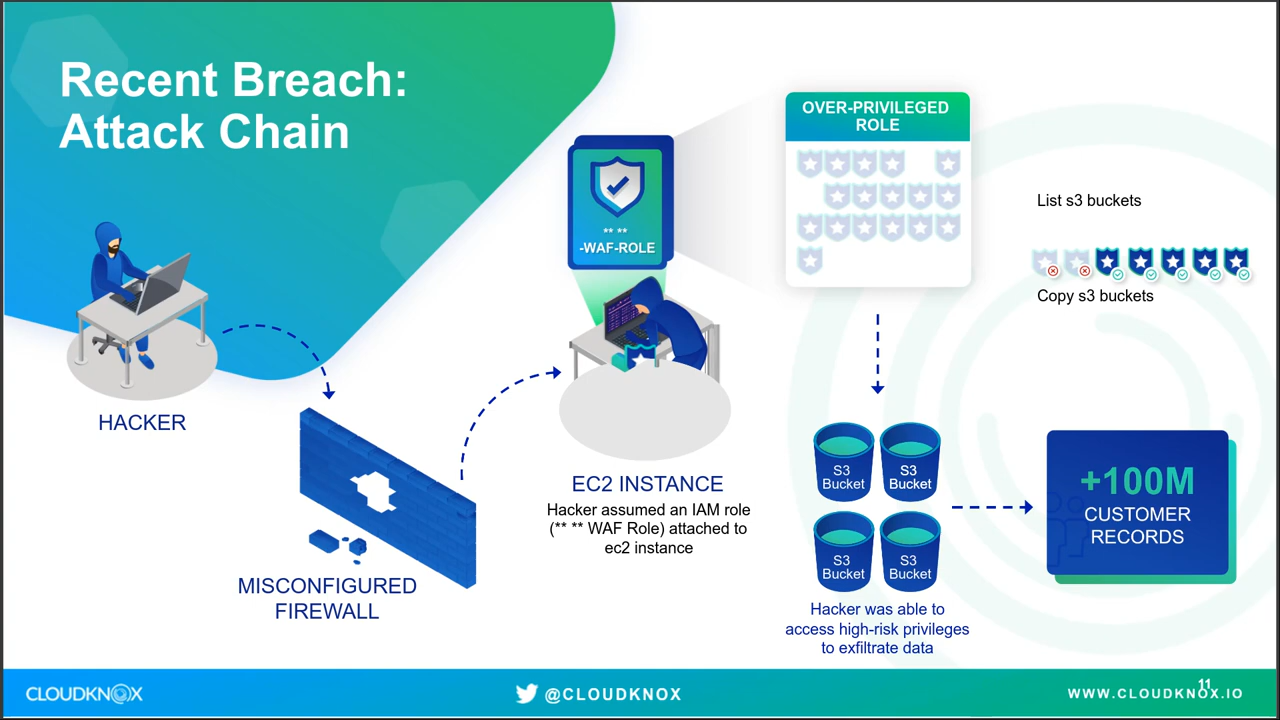 Recent Breach:
Attack Chain
HACKER
MISCONFIGURED
FIREWALL
** **
-WAF-ROLE
EC2 INSTANCE
Hacker assumed an IAM role
(** ** WAF Role) attached to
ec2 instance
OVER-PRIVILEGED
ROLE
List s3 buckets
Copy s3 buckets
S3
Bucket
S3
Bucket
S3
Bucket
S3
Bucket
Hacker was able to
access high-risk privileges
to exfiltrate data
+100M
CUSTOMER
RECORDS
CLOUDKNOX
@CLOUDKNOX
11
WWW.CLOUDKNOX.IO